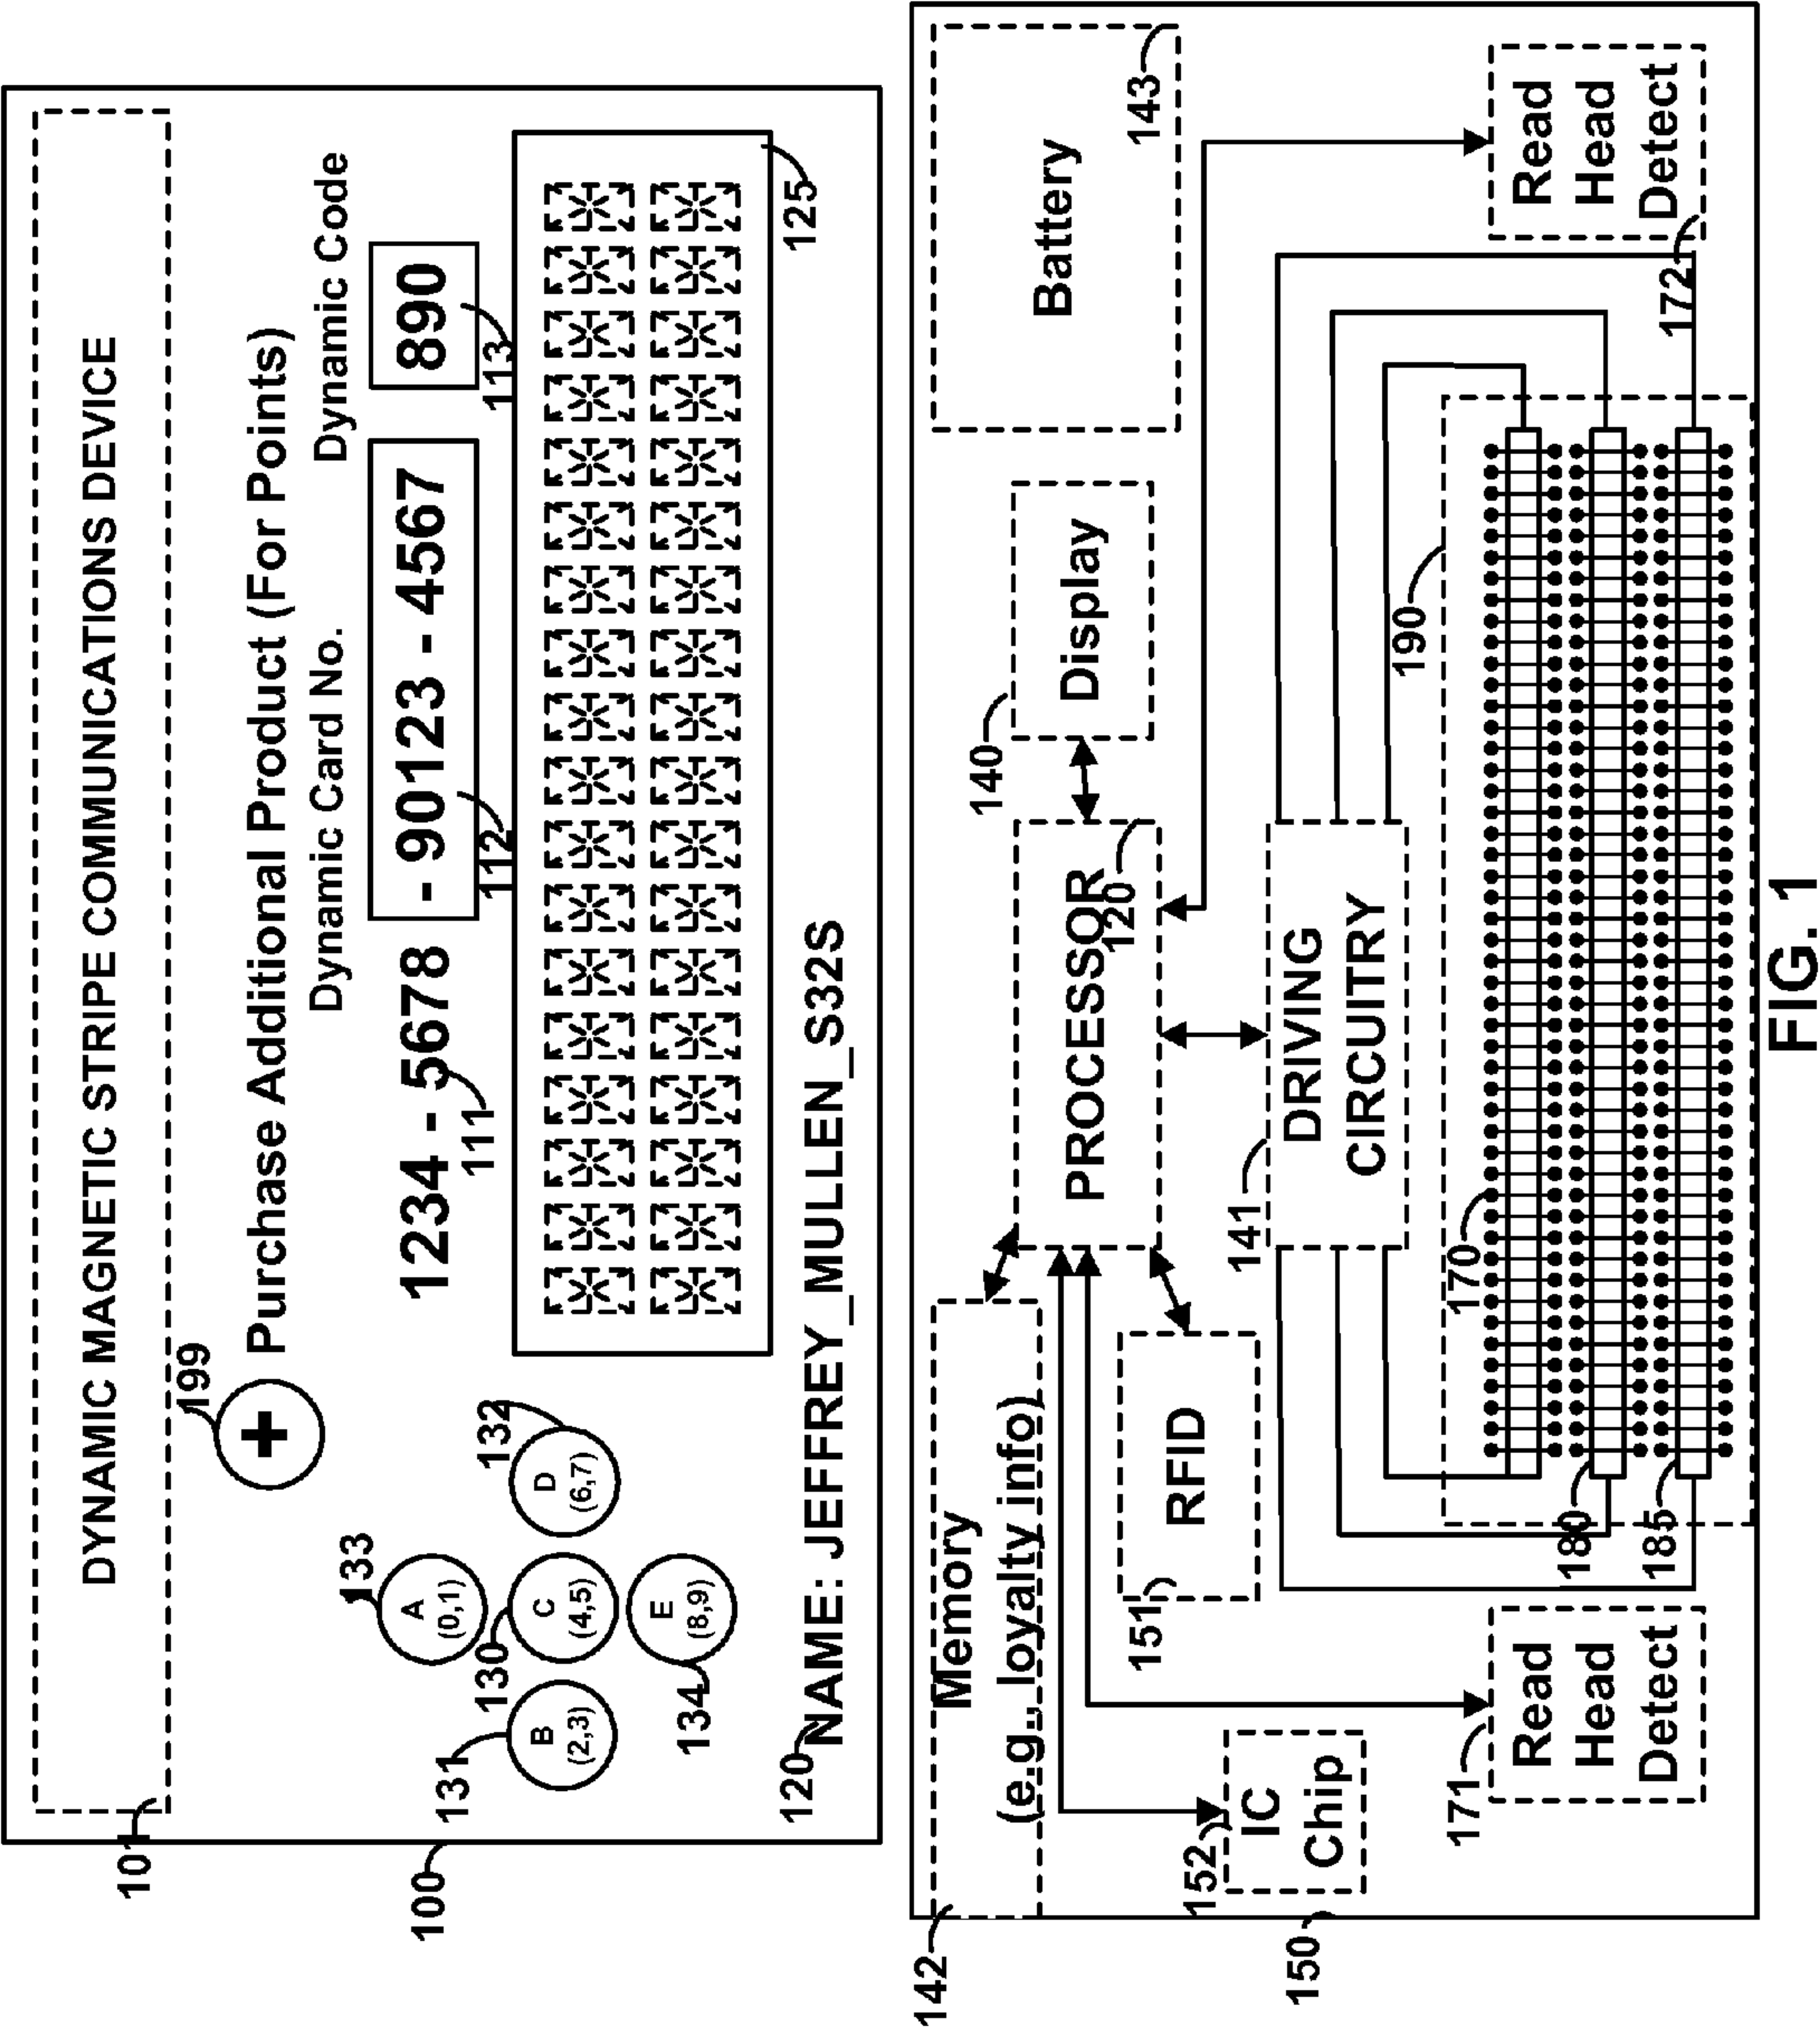 DYNAMIC MAGNETIC STRIPE COMMUNICATIONS DEVICE
101
199
+ Purchase Additional Product (For Points)
Dynamic Card No.
Dynamic Code
133
1234 - 5678 - 90123 - 4567
890
A
(0,1)
111
112
113
132
131
130
B
(2,3)
C
(4,5)
D
(6,7)
E
(8,9)
134
125
100
120
NAME: JEFFREY_MULLEN_S32S
142
Memory
(e.g., loyalty info)
140
Display
Battery
143
PROCESSOR
120
151
RFID
152
IC
Chip
141
DRIVING
CIRCUITRY
150
190
170
180
185
171
Read
Head
Detect
172
Read
Head
Detect
FIG. 1